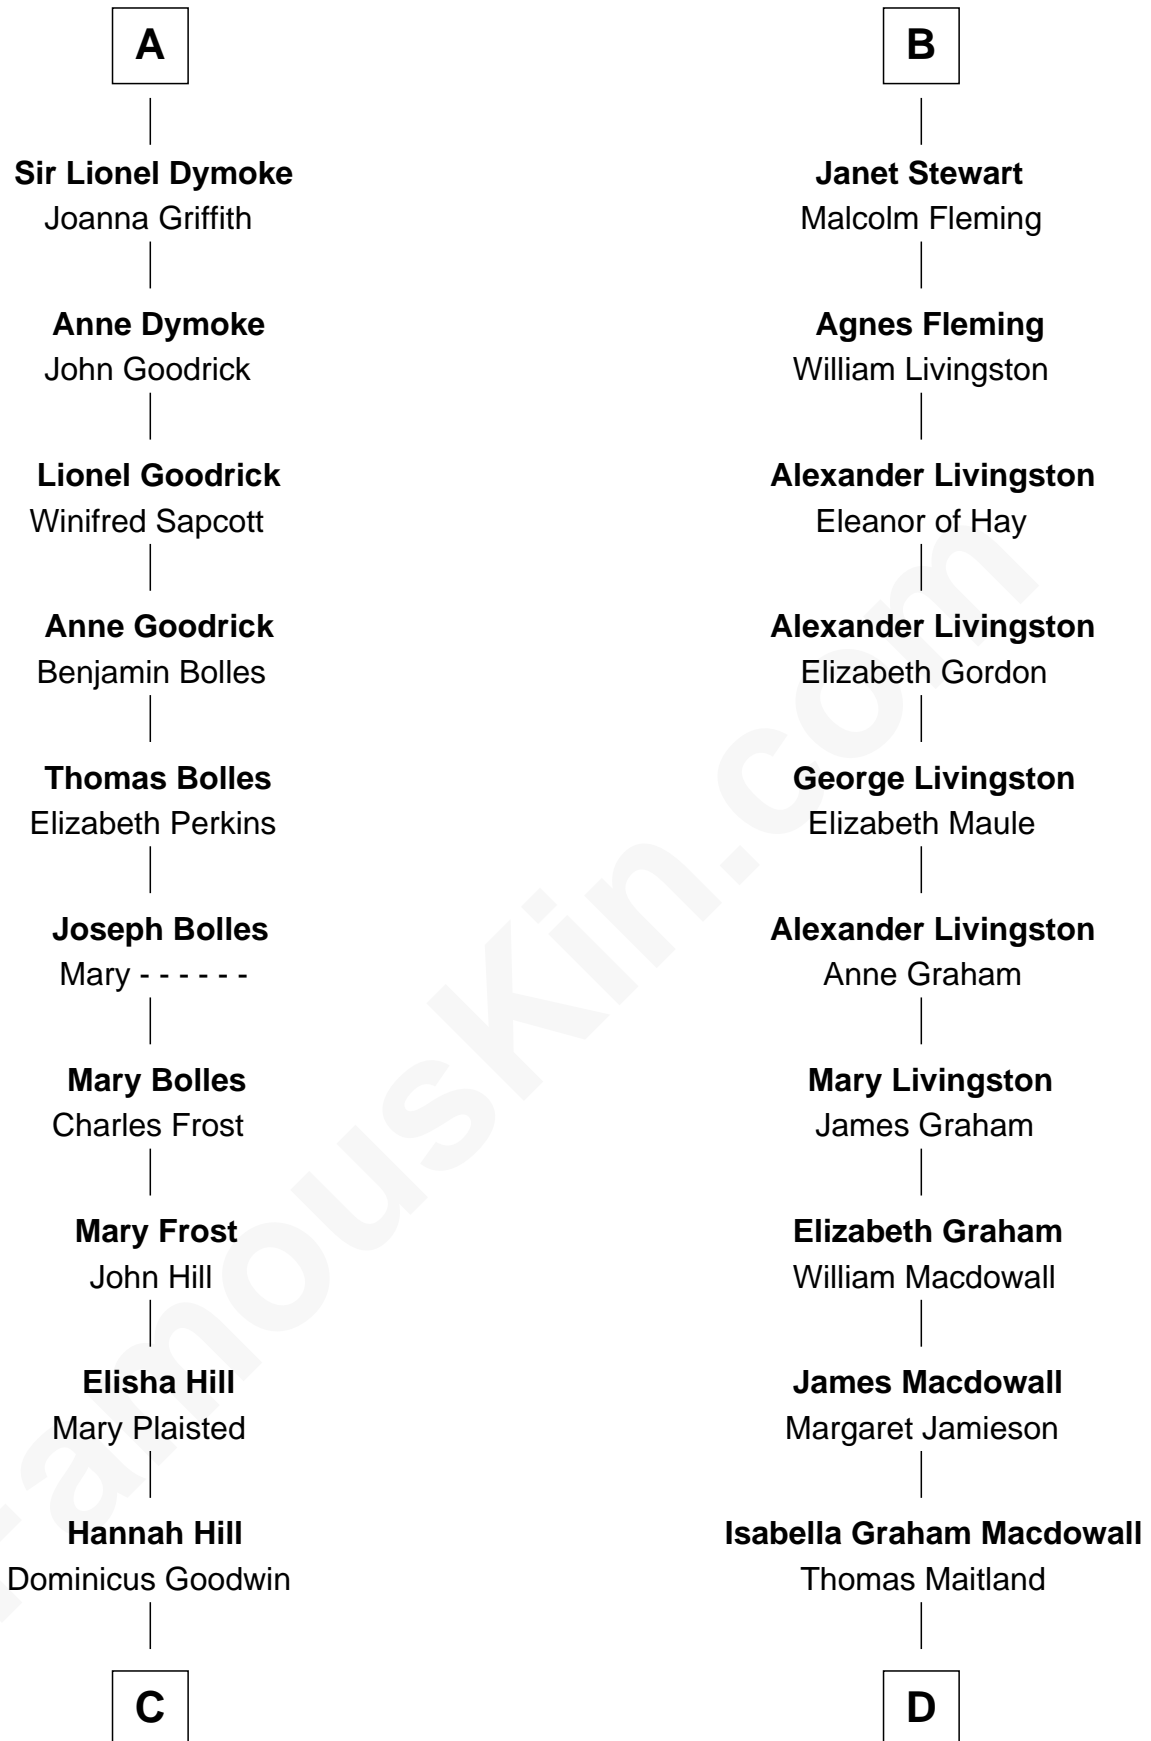 A
Sir Lionel Dymoke
Joanna Griffith
Anne Dymoke
John Goodrick
Lionel Goodrick
Winifred Sapcott
Anne Goodrick
Benjamin Bolles
Thomas Bolles
Elizabeth Perkins
Joseph Bolles
Mary - - - - - -
Mary Bolles
Charles Frost
Mary Frost
John Hill
Elisha Hill
Mary Plaisted
Hannah Hill
Dominicus Goodwin
C
B
Janet Stewart
Malcolm Fleming
Agnes Fleming
William Livingston
Alexander Livingston
Eleanor of Hay
Alexander Livingston
Elizabeth Gordon
George Livingston
Elizabeth Maule
Alexander Livingston
Anne Graham
Mary Livingston
James Graham
Elizabeth Graham
William Macdowall
James Macdowall
Margaret Jamieson
Isabella Graham Macdowall
Thomas Maitland
D
FamousKin.com